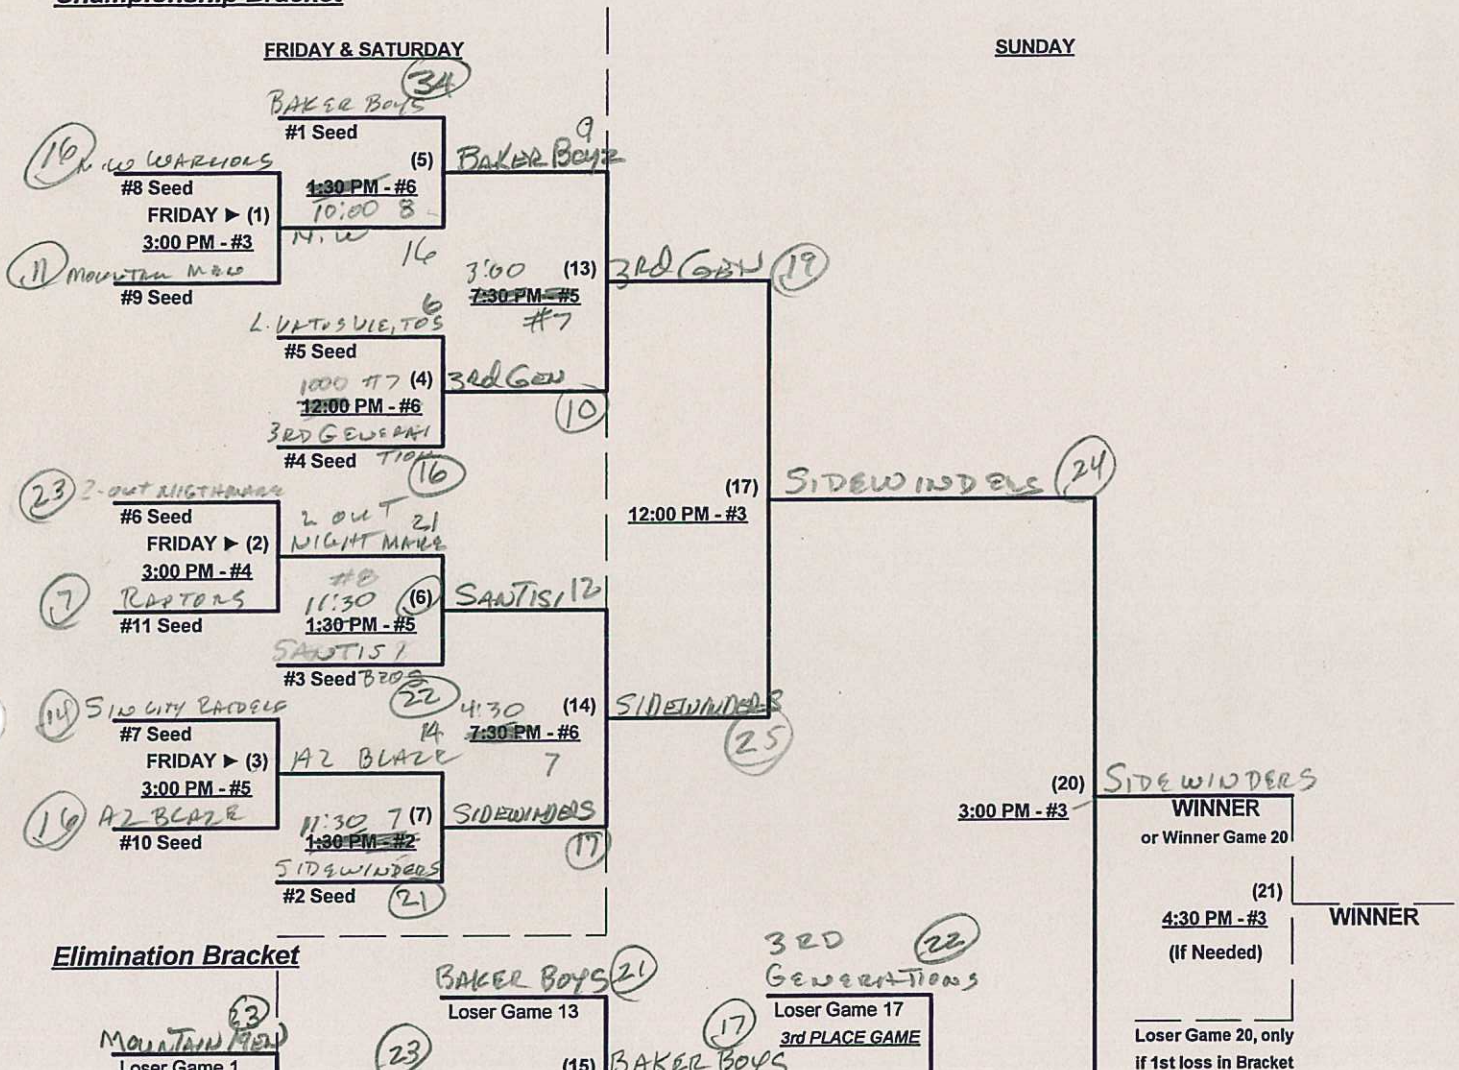 Championship Bracket
FRIDAY & SATURDAY
SUNDAY
34
BAKER BOYS
#1 Seed
9
16
N.W WARRIORS
(5)
BAKER BOYZ
#8 Seed
1:30 PM - #6
FRIDAY ► (1)
10:00 8
3:00 PM - #3
N.W
16
11
MOUNTAIN MEN
#9 Seed
3:00 (13)
7:30 PM - #5
#7
3Rd GEN
19
6
#5 Seed
1000 #7 (4)
3Rd GEN
12:00 PM - #6
10
3RD GENERATION
#4 Seed
16
23
2-OUT NIGTHMARE
#6 Seed
2 OUT
21
NIGHT MARE
FRIDAY ► (2)
3:00 PM - #4
#8
7
RAPTORS
11:30 (6)
SANTISI 12
#11 Seed
1:30 PM - #5
SANTISI
#3 Seed BROS
22
(17)
12:00 PM - #3
SIDEWINDERS
24
14
SIN CITY RAIDERS
#7 Seed
14
4:30 (14)
7:30 PM - #6
7
SIDEWINDERS
25
FRIDAY ► (3)
AZ BLAZE
3:00 PM - #5
16
AZ BLAZE
#10 Seed
11:30 7 (7)
SIDEWINDERS
1:30 PM - #2
17
SIDEWINDERS
#2 Seed
21
(20)
3:00 PM - #3
SIDEWINDERS
WINNER
or Winner Game 20
(21)
4:30 PM - #3
(If Needed)
WINNER
Loser Game 20, only
if 1st loss in Bracket
Elimination Bracket
BAKER BOYS
21
Loser Game 13
3RD
22
GENERATIONS
Loser Game 17
3rd PLACE GAME
23
MOUNTAIN MEN
Loser Game 1
23
(15)
17
BAKER BOYS